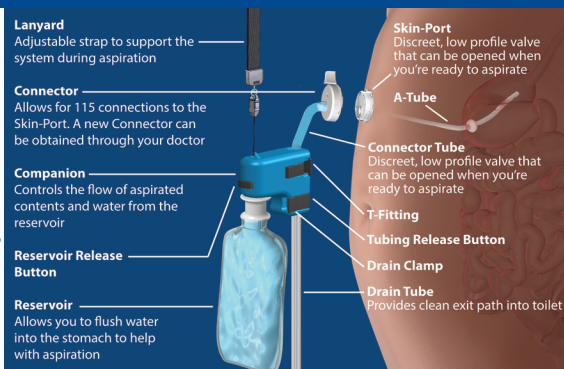 Lanyard
Adjustable strap to support the
system during aspiration
Connector
Allows for 115 connections to the
Skin-Port. A new Connector can
be obtained through your doctor
Companion
Controls the flow of aspirated
contents and water from the
reservoir
Reservoir Release
Button
Reservoir
Allows you to flush water
into the stomach to help
with aspiration
Skin-Port
Discreet, low profile valve
that can be opened when
you're ready to aspirate
A-Tube
Connector Tube
Discreet, low profile valve that
can be opened when you're
ready to aspirate
T-Fitting
Tubing Release Button
Drain Clamp
Drain Tube
Provides clean exit path into toilet